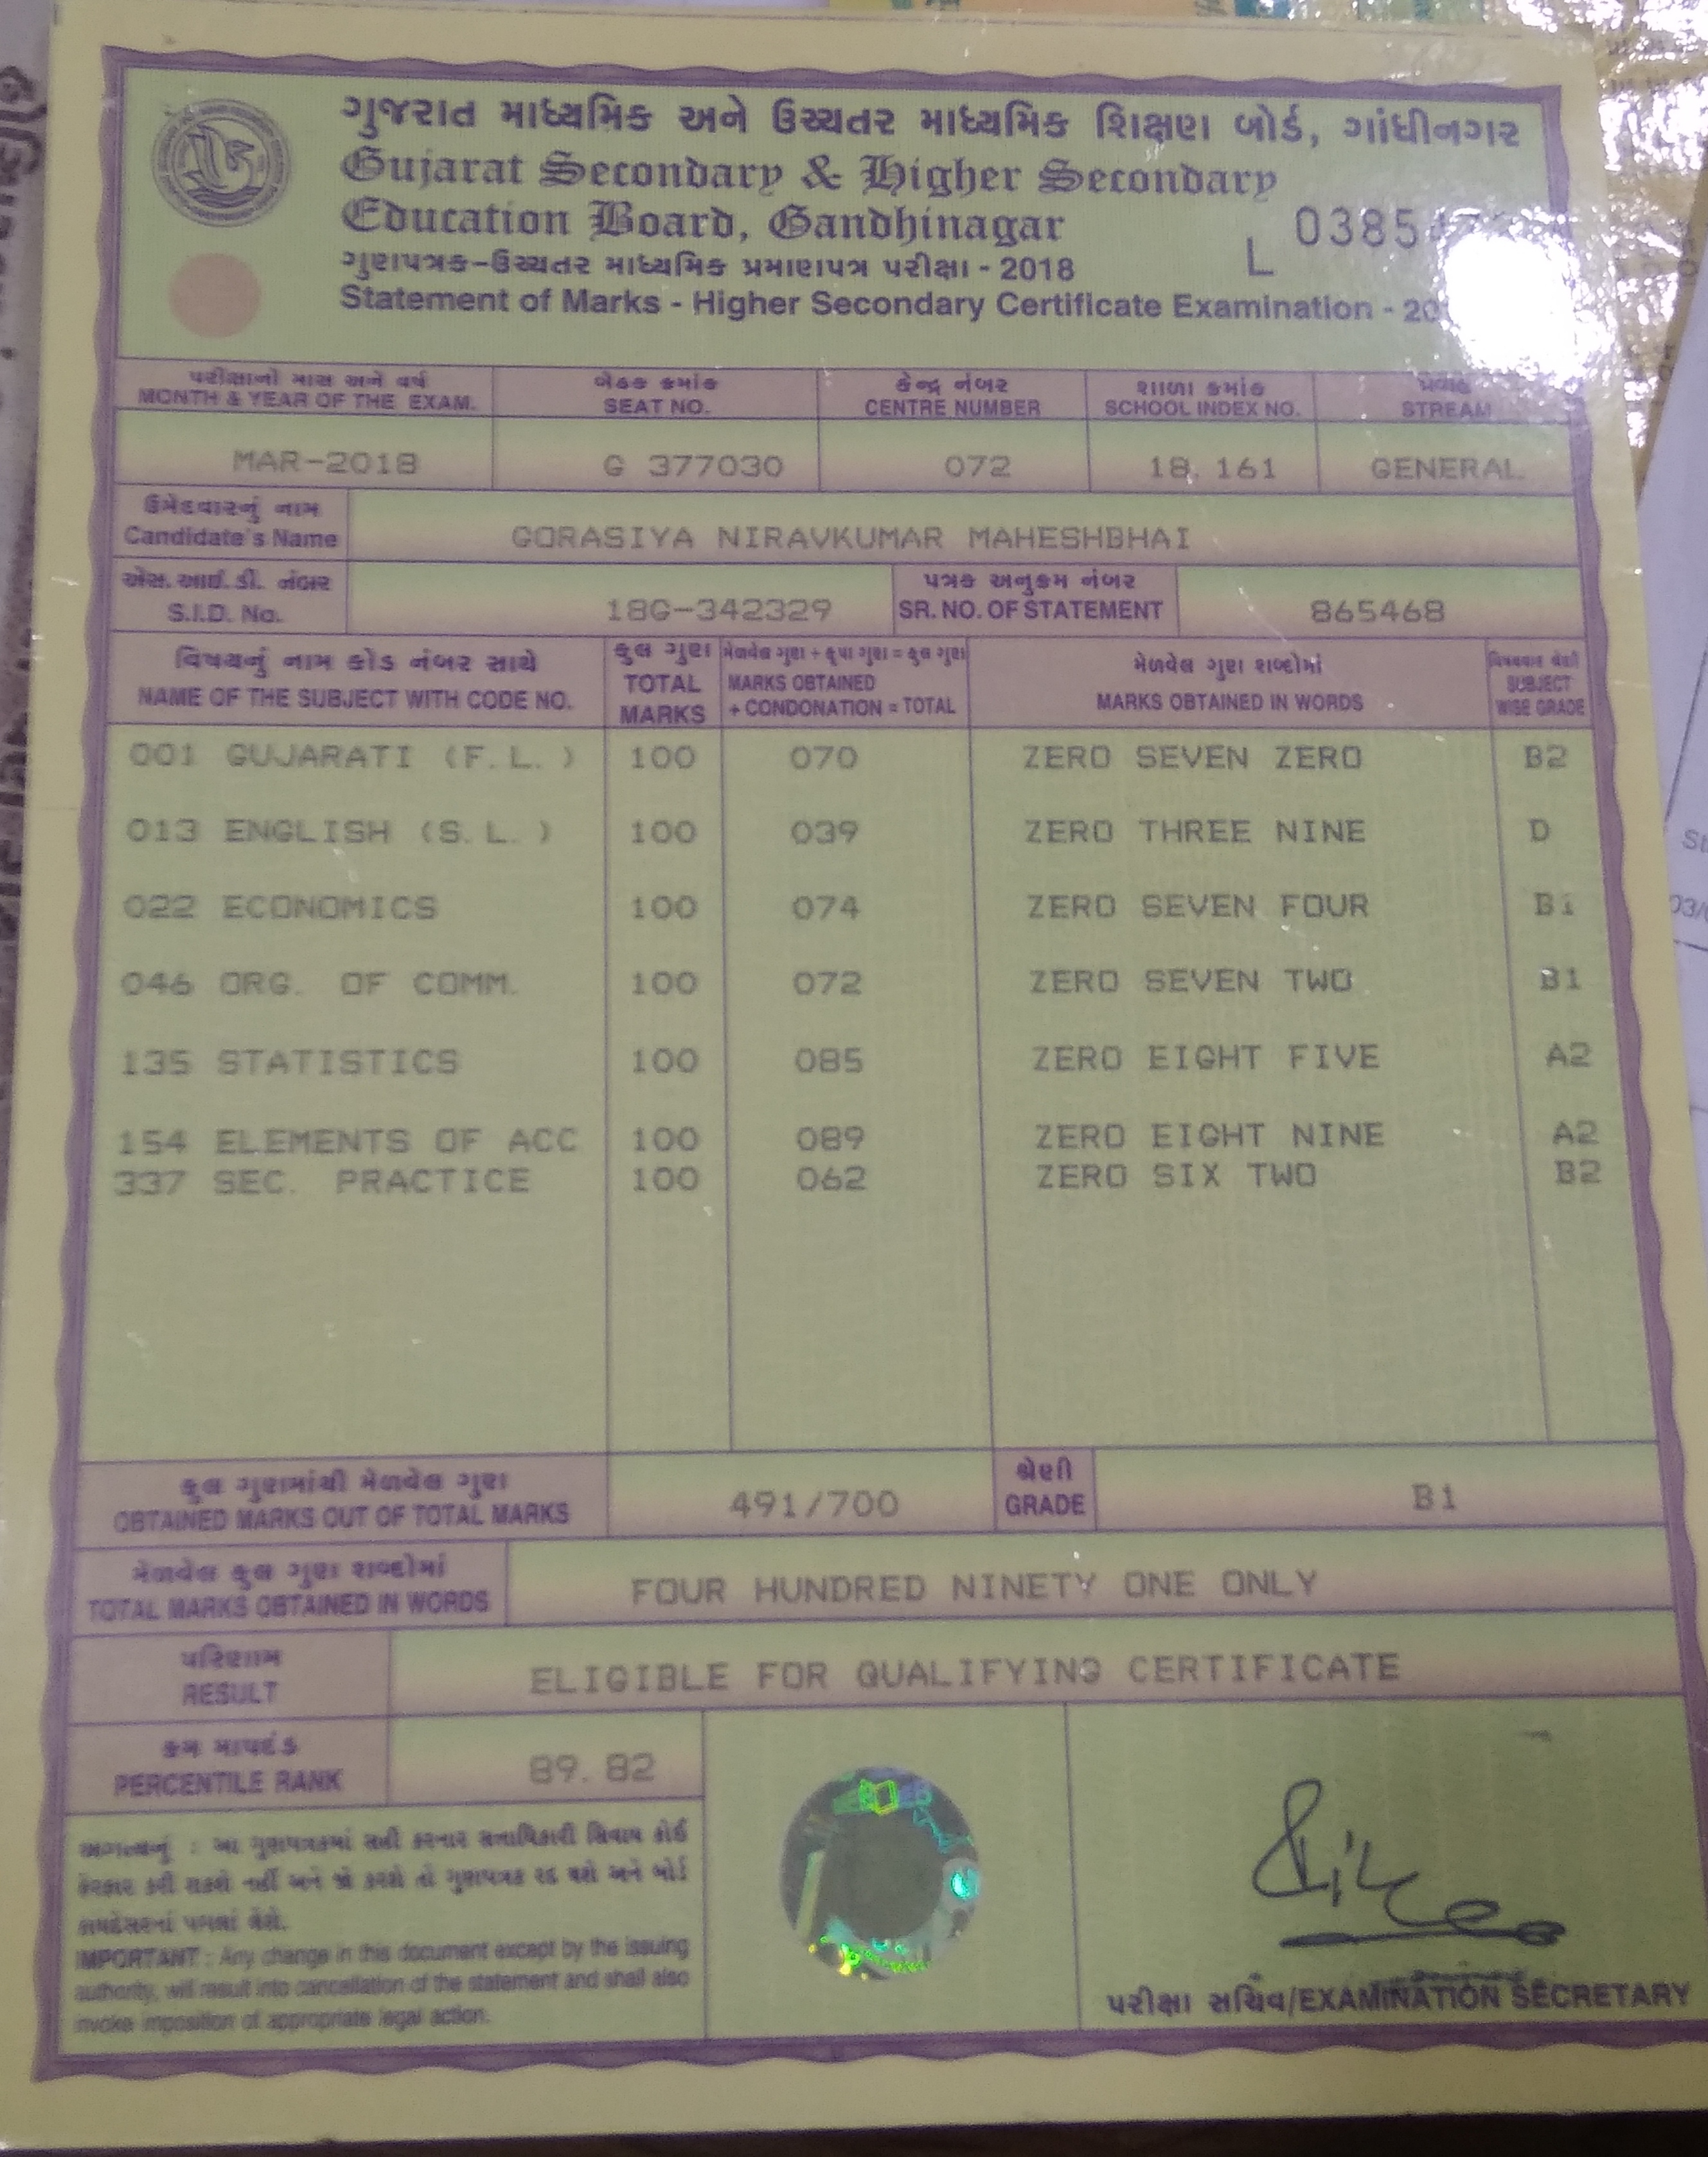 ગુજરાત માધ્યમિક અને ઉચ્ચતર માધ્યમિક શિક્ષણ બોર્ડ, ગાંધીનગર
Gujarat Secondary & Higher Secondary
Education Board, Gandhinagar
L 0385
ગુણપત્રક-ઉચ્ચતર માધ્યમિક પ્રમાણપત્ર પરીક્ષા - 2018
Statement of Marks - Higher Secondary Certificate Examination - 20
પરીક્ષાનો માસ અને વર્ષ બેઠક ક્રમાંક કેન્દ્ર નંબર શાળા ક્રમાંક પ્રવાહ
MONTH & YEAR OF THE EXAM. SEAT NO. CENTRE NUMBER SCHOOL INDEX NO. STREAM
MAR-2018 G 377030 072 18. 161 GENERAL
ઉમેદવારનું નામ
Candidate's Name GORASIYA NIRAVKUMAR MAHESHBHAI
એસ.આઈ.ડી. નંબર પત્રક અનુક્રમ નંબર
S.I.D. No. 18G-342329 SR. NO. OF STATEMENT 865468
વિષયનું નામ કોડ નંબર સાથે કુલ ગુણ મેળવેલ ગુણ + કૃપા ગુણ = કુલ ગુણ મેળવેલ ગુણ શબ્દોમાં વિષયવાર શ્રેણી
NAME OF THE SUBJECT WITH CODE NO. TOTAL MARKS MARKS OBTAINED + CONDONATION = TOTAL MARKS OBTAINED IN WORDS SUBJECT WISE GRADE
001 GUJARATI (F. L. ) 100 070 ZERO SEVEN ZERO B2
013 ENGLISH (S. L. ) 100 039 ZERO THREE NINE D
022 ECONOMICS 100 074 ZERO SEVEN FOUR B1
046 ORG. OF COMM. 100 072 ZERO SEVEN TWO B1
135 STATISTICS 100 085 ZERO EIGHT FIVE A2
154 ELEMENTS OF ACC 100 089 ZERO EIGHT NINE A2
337 SEC. PRACTICE 100 062 ZERO SIX TWO B2
કુલ ગુણમાંથી મેળવેલ ગુણ શ્રેણી
OBTAINED MARKS OUT OF TOTAL MARKS 491/700 GRADE B1
મેળવેલ કુલ ગુણ શબ્દોમાં
TOTAL MARKS OBTAINED IN WORDS FOUR HUNDRED NINETY ONE ONLY
પરિણામ
RESULT ELIGIBLE FOR QUALIFYING CERTIFICATE
ક્રમ માપદંડ
PERCENTILE RANK 89. 82
અગત્યનું : આ ગુણપત્રકમાં સહી કરનાર સત્તાધિકારી સિવાય કોઈ
ફેરફાર કરી શકશે નહીં અને જો કરશે તો ગુણપત્રક રદ થશે અને બોર્ડ
કાયદેસરનાં પગલાં લેશે.
IMPORTANT : Any change in this document except by the issuing
authority, will result into cancellation of the statement and shall also
invoke imposition of appropriate legal action.
પરીક્ષા સચિવ/EXAMINATION SECRETARY